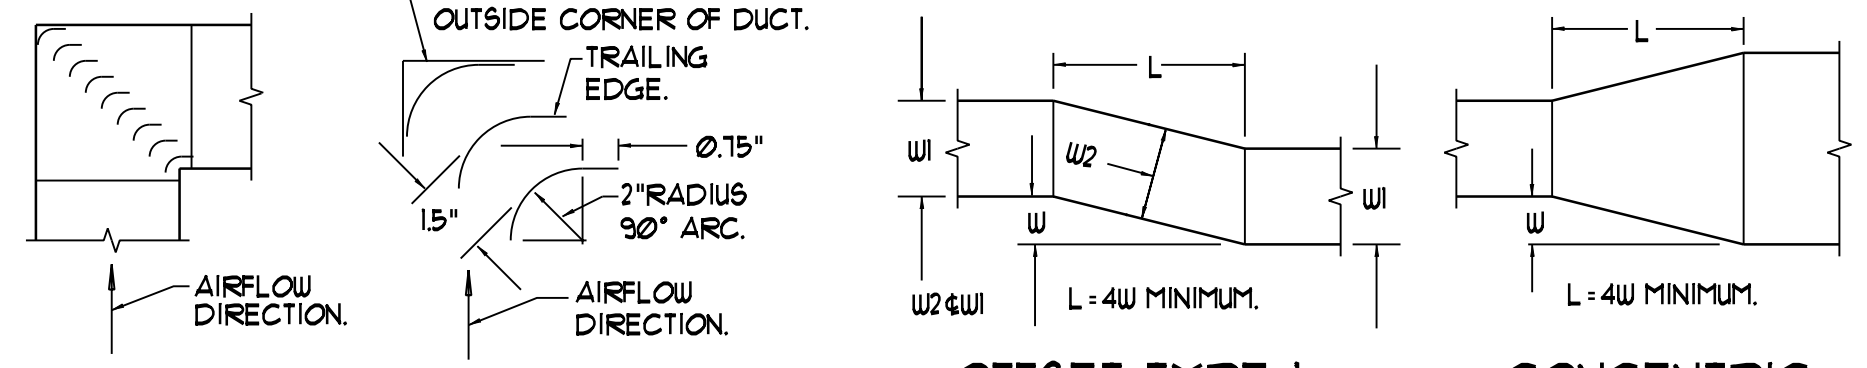 AIRFLOW
DIRECTION.
OUTSIDE CORNER OF DUCT.
TRAILING
EDGE.
0.75"
1.5"
2"RADIUS
90° ARC.
AIRFLOW
DIRECTION.
L
W1
W2
W
W1
W2 ¢W1
L = 4W MINIMUM.
L
W
L = 4W MINIMUM.